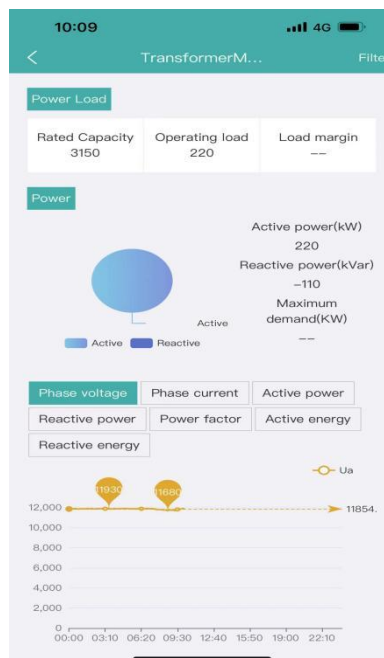 10:09
4G
TransformerM...
Filte
Power Load
Rated Capacity
3150
Operating load
220
Load margin
--
Power
Active power(kW)
220
Reactive power(kVar)
-110
Maximum
demand(KW)
--
Active
Active
Reactive
Phase voltage
Phase current
Active power
Reactive power
Power factor
Active energy
Reactive energy
Ua
11930
11680
12,000
11854.
10,000
8,000
6,000
4,000
2,000
0
00:00 03:10 06:20 09:30 12:40 15:50 19:00 22:10